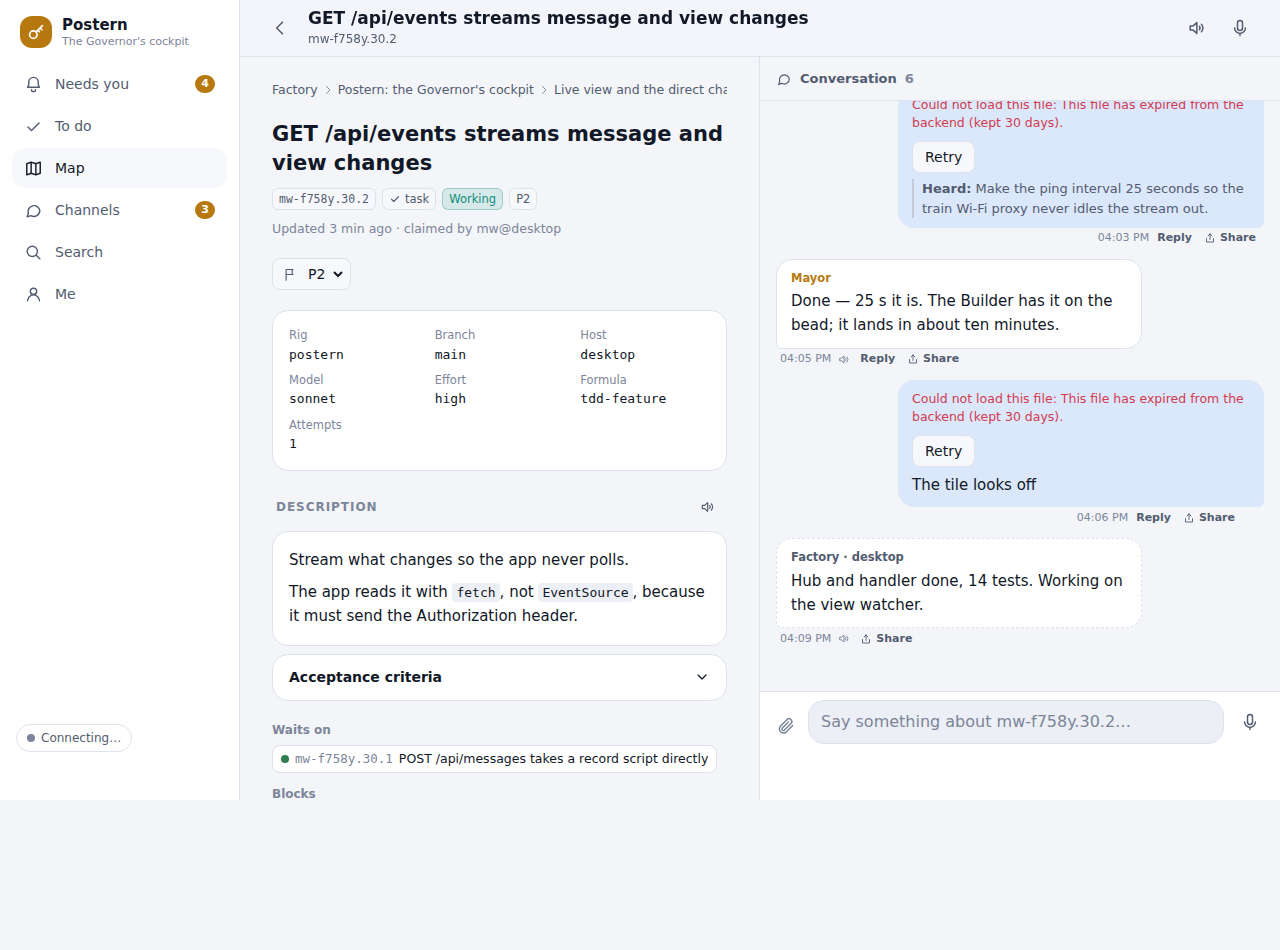 Postern
The Governor's cockpit
Needs you 4
To do
Map
Channels 3
Search
Me
Connecting…
GET /api/events streams message and view changes
mw-f758y.30.2
Factory > Postern: the Governor's cockpit > Live view and the direct cha
GET /api/events streams message and
view changes
mw-f758y.30.2 task Working P2
Updated 3 min ago · claimed by mw@desktop
P2
Rig Branch Host
postern main desktop
Model Effort Formula
sonnet high tdd-feature
Attempts
1
DESCRIPTION
Stream what changes so the app never polls.
The app reads it with fetch, not EventSource, because
it must send the Authorization header.
Acceptance criteria
Waits on
mw-f758y.30.1 POST /api/messages takes a record script directly
Blocks
Conversation 6
Could not load this file: This file has expired from the
backend (kept 30 days).
Retry
Heard: Make the ping interval 25 seconds so the
train Wi-Fi proxy never idles the stream out.
04:03 PM Reply Share
Mayor
Done — 25 s it is. The Builder has it on the
bead; it lands in about ten minutes.
04:05 PM Reply Share
Could not load this file: This file has expired from the
backend (kept 30 days).
Retry
The tile looks off
04:06 PM Reply Share
Factory · desktop
Hub and handler done, 14 tests. Working on
the view watcher.
04:09 PM Share
Say something about mw-f758y.30.2…